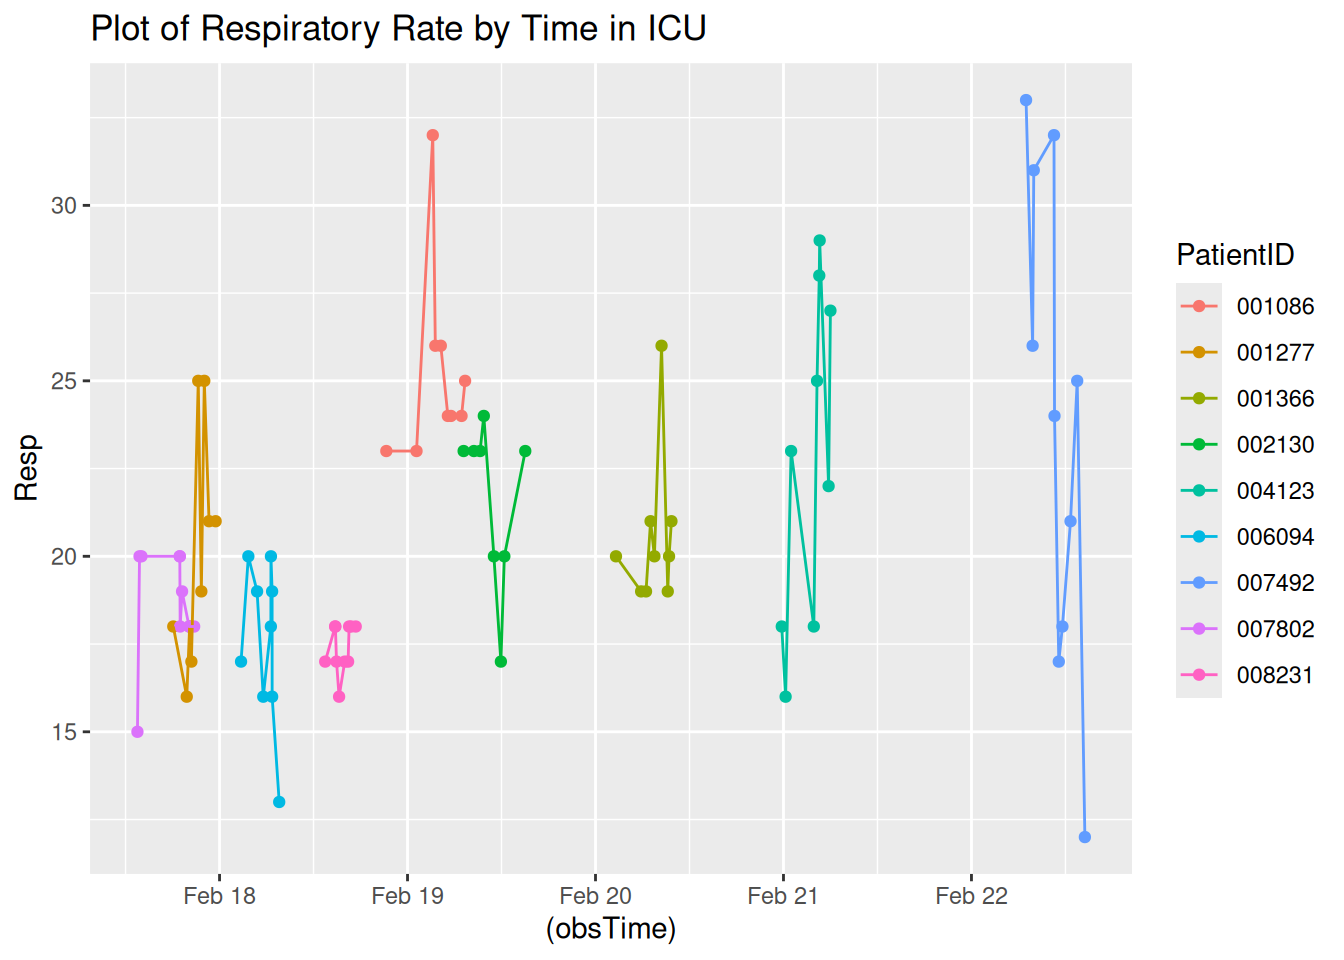 Plot of Respiratory Rate by Time in ICU
Resp
30
25
20
15
Feb 18
Feb 19
Feb 20
Feb 21
Feb 22
(obsTime)
PatientID
001086
001277
001366
002130
004123
006094
007492
007802
008231